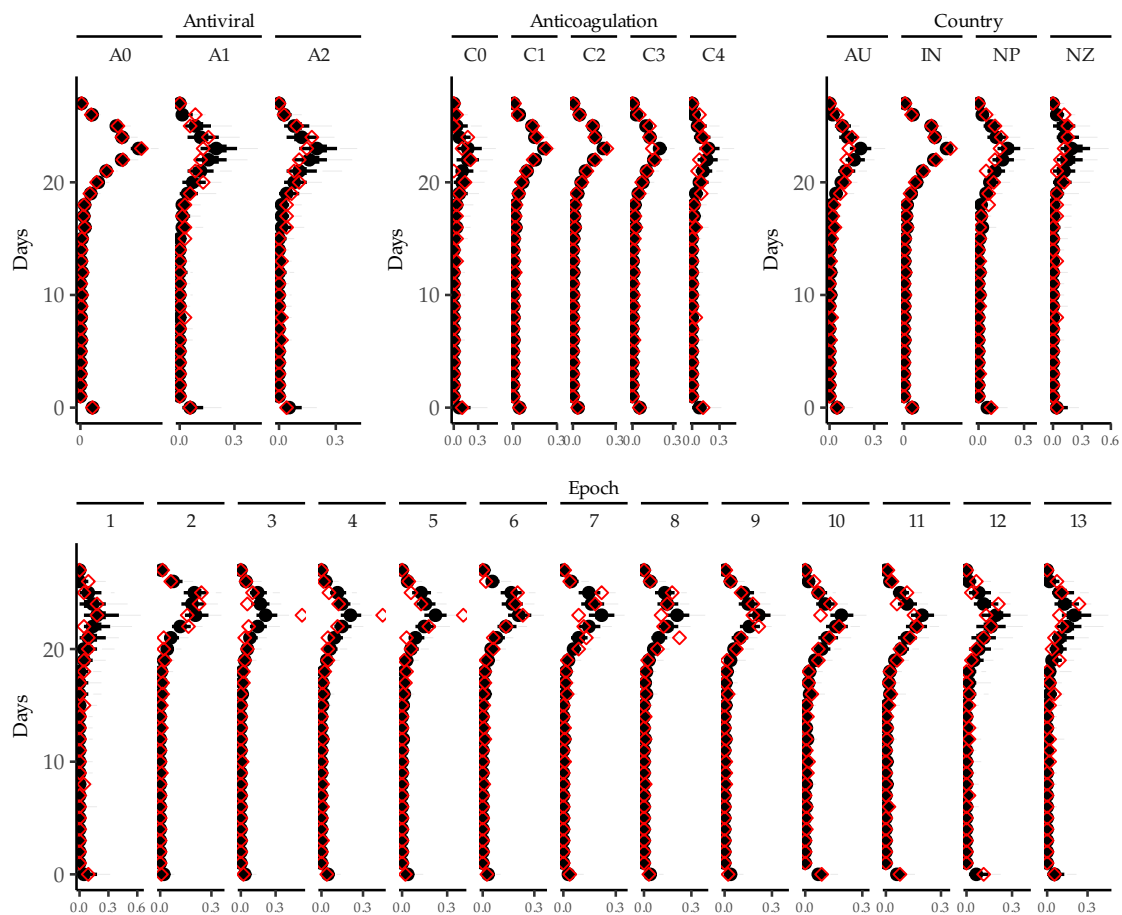 Antiviral Anticoagulation Country
A0 A1 A2 C0 C1 C2 C3 C4 AU IN NP NZ
Days Days Days
20 20 20
10 10 10
0 0 0
0 0.0 0.3 0.0 0.3 0.0 0.3 0.0 0.3 0.0 0.3 0.0 0.3 0.0 0.3 0.0 0.3 0 0.0 0.3 0.0 0.3 0.6
Epoch
1 2 3 4 5 6 7 8 9 10 11 12 13
Days
20
10
0
0.0 0.3 0.6 0.0 0.3 0.0 0.3 0.0 0.3 0.0 0.3 0.0 0.3 0.0 0.3 0.0 0.3 0.0 0.3 0.0 0.3 0.0 0.3 0.0 0.3 0.0 0.3